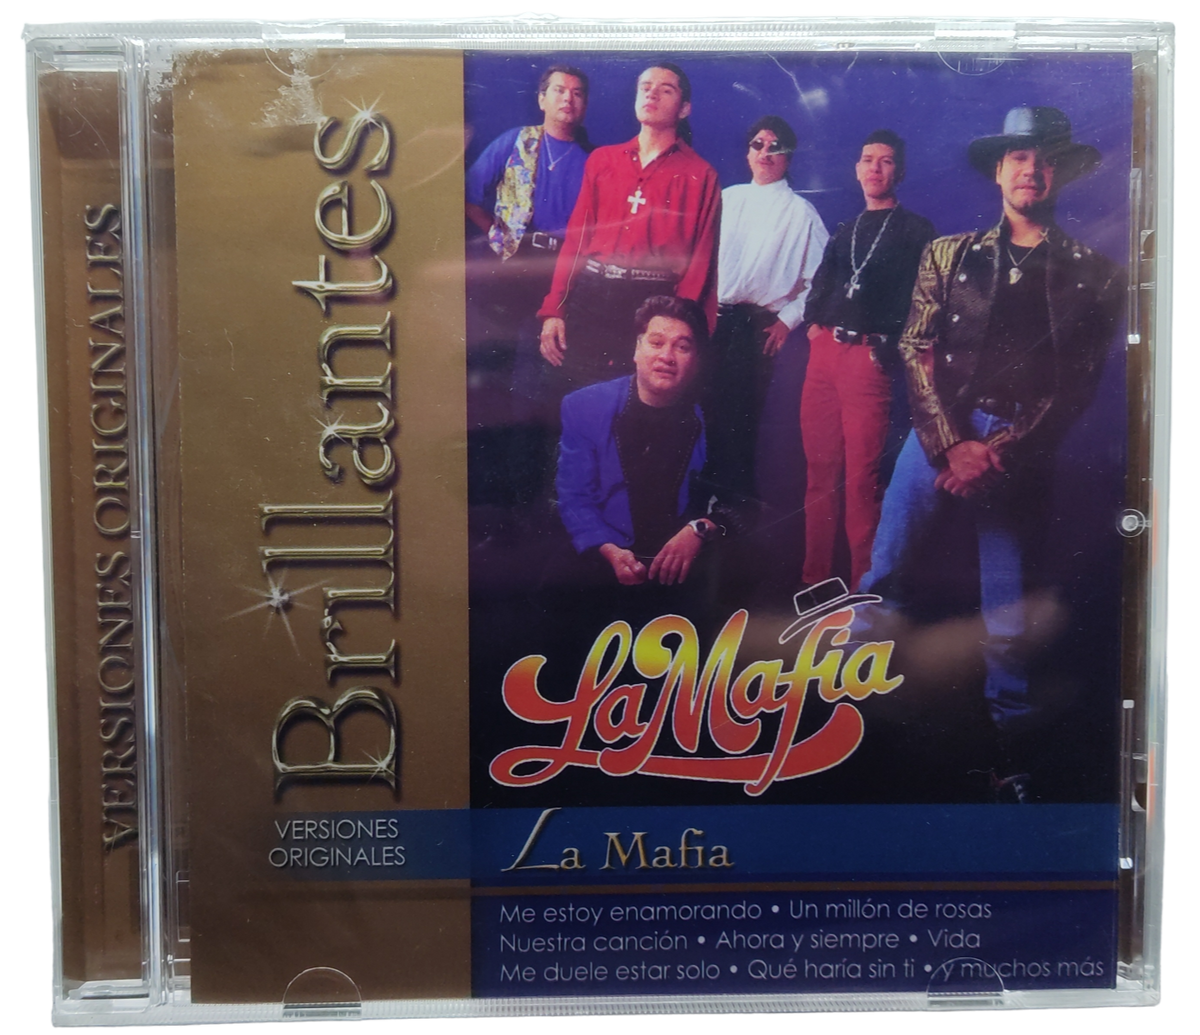 VERSIONES ORIGINALES
Brillantes
La Mafia
VERSIONES
ORIGINALES
La Mafia
Me estoy enamorando • Un millón de rosas
Nuestra canción • Ahora y siempre • Vida
Me duele estar solo • Qué haría sin ti • y muchos más